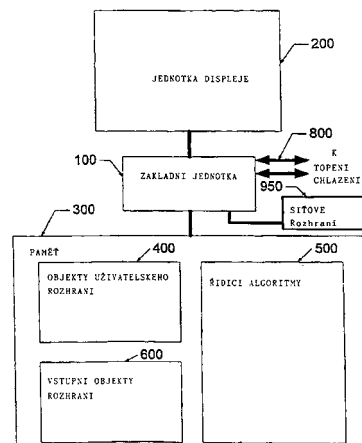 200
JEDNOTKA DISPLEJE
800
100
ZAKLADNI JEDNOTKA
K
TOPENI
CHLAZENI
950
SIŤOVE
Rozhrani
300
PAMĚŤ
400
500
OBJEKTY UŽIVATELSKEHO
ROZHRANI
ŘIDICI ALGORITMY
600
VSTUPNI OBJEKTY
ROZHRANI